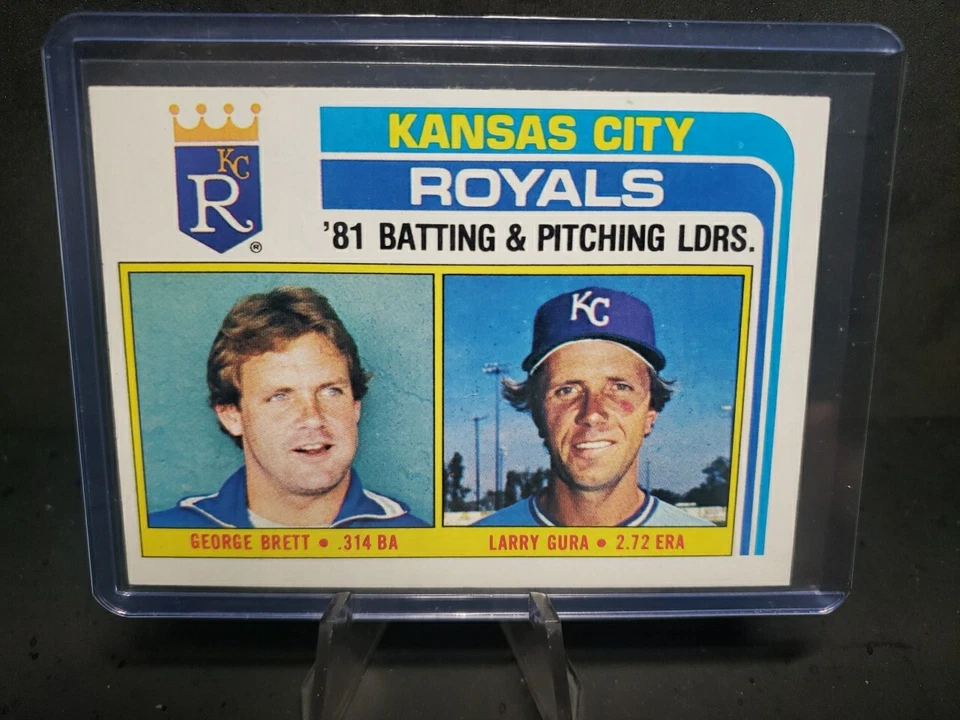 KC
R
®
KANSAS CITY
ROYALS
'81 BATTING & PITCHING LDRS.
KC
GEORGE BRETT • .314 BA
LARRY GURA • 2.72 ERA